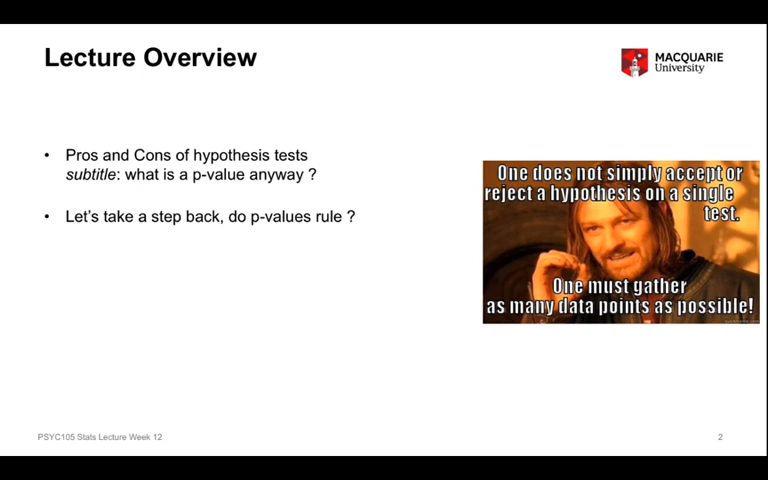 Lecture Overview
MACQUARIE
University
• Pros and Cons of hypothesis tests
subtitle: what is a p-value anyway ?
• Let's take a step back, do p-values rule ?
One does not simply accept or
reject a hypothesis on a single
test.
One must gather
as many data points as possible!
PSYC105 Stats Lecture Week 12
2